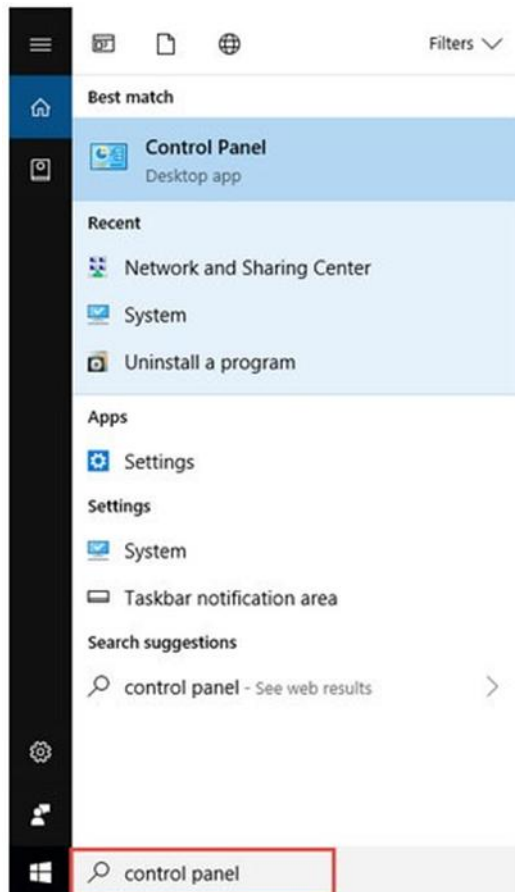 Filters
Best match
Control Panel
Desktop app
Recent
Network and Sharing Center
System
Uninstall a program
Apps
Settings
Settings
System
Taskbar notification area
Search suggestions
control panel - See web results
control panel